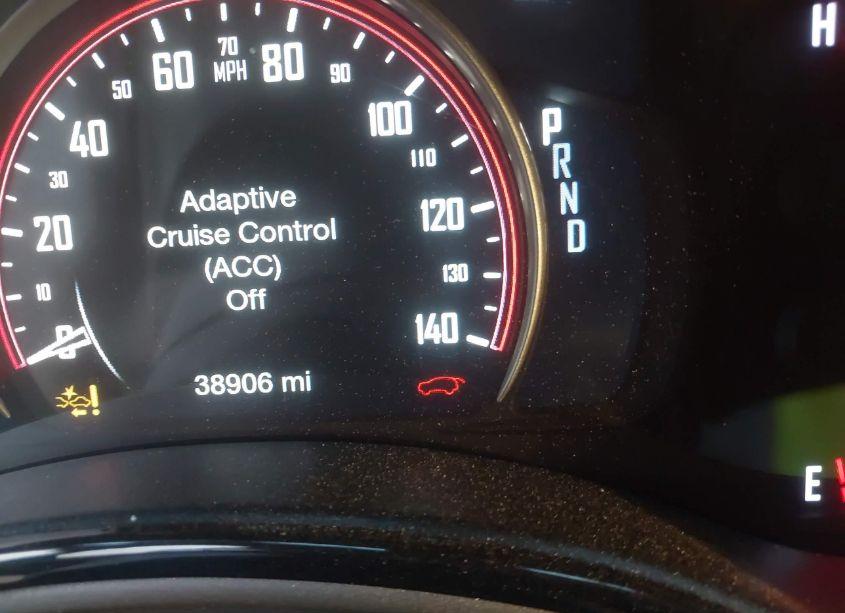 H
60
70
MPH
80
50
90
40
100
30
110
20
120
10
130
0
140
Adaptive
Cruise Control
(ACC)
Off
38906 mi
P
R
N
D
E